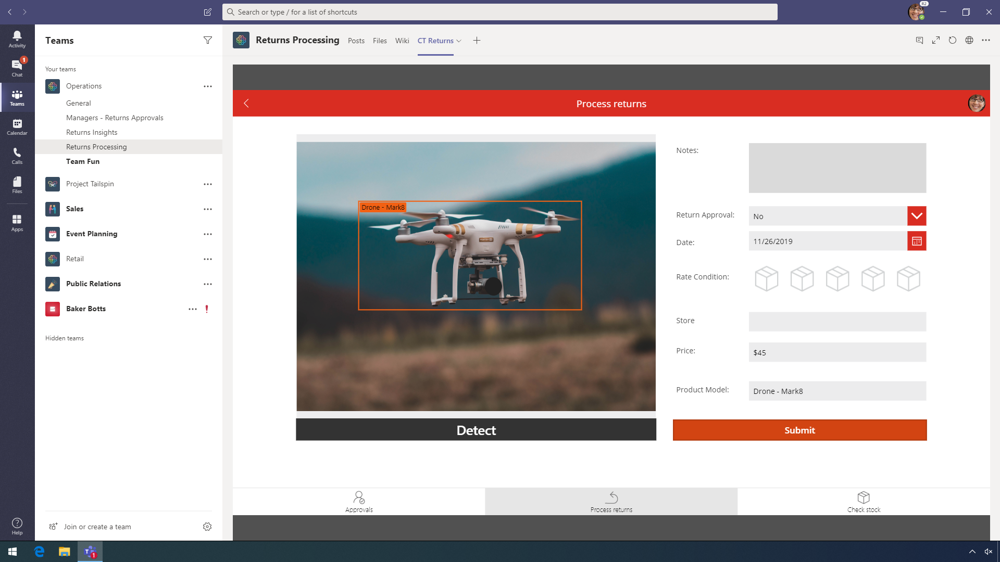 Search or type / for a list of shortcuts
R2
Activity
1
Chat
Teams
Calendar
Calls
Files
Apps
Help
Teams
Your teams
Operations
General
Managers - Returns Approvals
Returns Insights
Returns Processing
Team Fun
Project Tailspin
Sales
Event Planning
Retail
Public Relations
Baker Botts
Hidden teams
Join or create a team
Returns Processing
Posts
Files
Wiki
CT Returns
Process returns
Drone - Mark8
Detect
Notes:
Return Approval:
No
Date:
11/26/2019
Rate Condition:
Store
Price:
$45
Product Model:
Drone - Mark8
Submit
Approvals
Process returns
Check stock
T
1